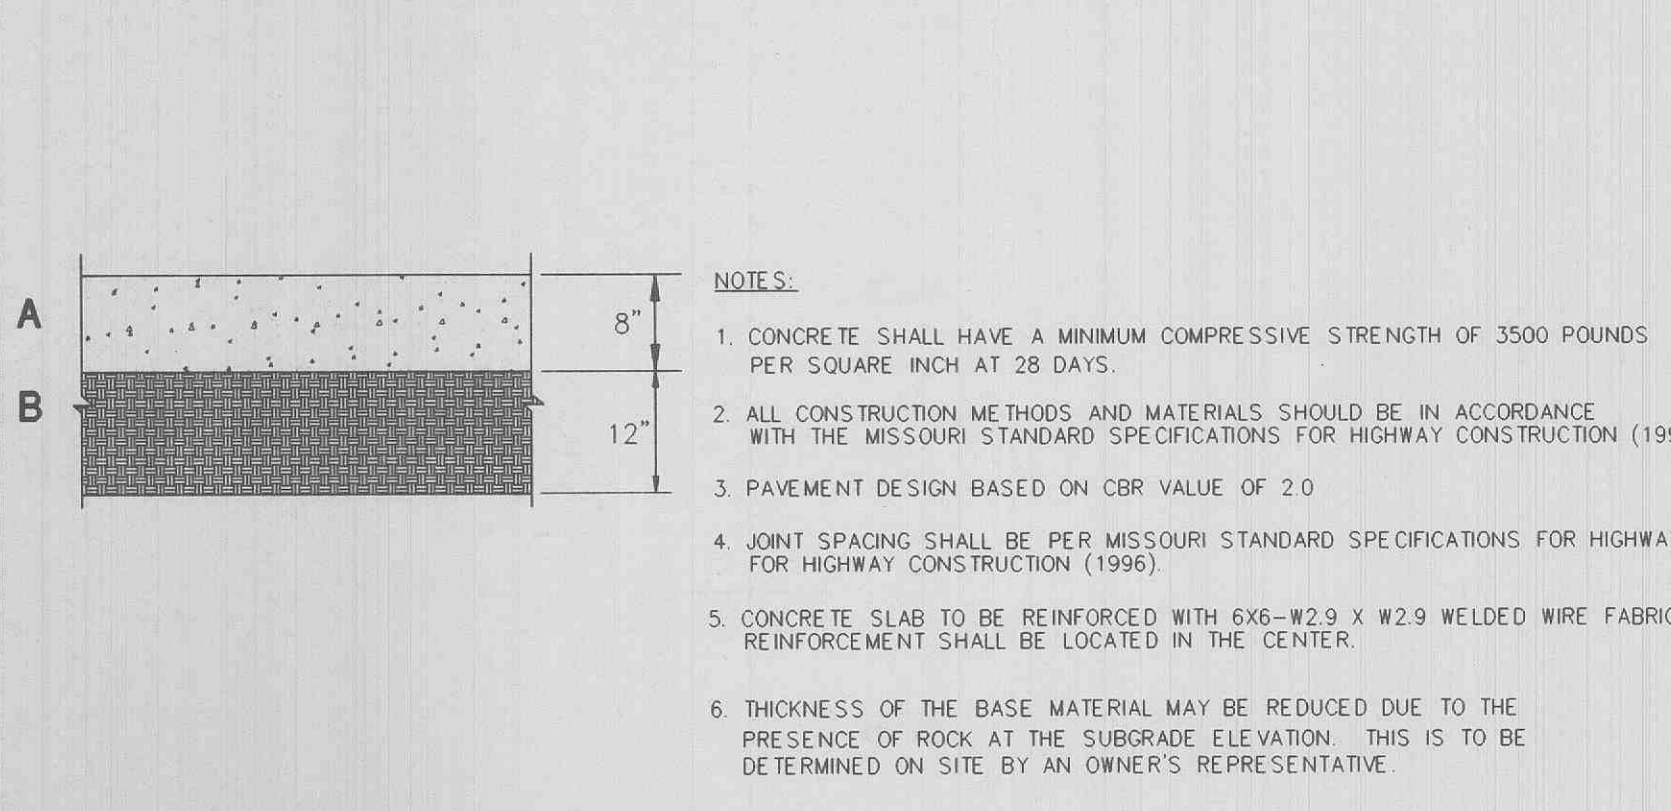 A
B
8"
12"
NOTES:
1. CONCRETE SHALL HAVE A MINIMUM COMPRESSIVE STRENGTH OF 3500 POUNDS
PER SQUARE INCH AT 28 DAYS.
2. ALL CONSTRUCTION METHODS AND MATERIALS SHOULD BE IN ACCORDANCE
WITH THE MISSOURI STANDARD SPECIFICATIONS FOR HIGHWAY CONSTRUCTION
3. PAVEMENT DESIGN BASED ON CBR VALUE OF 2.0
4. JOINT SPACING SHALL BE PER MISSOURI STANDARD SPECIFICATIONS FOR HIGHWA
FOR HIGHWAY CONSTRUCTION (1996).
5. CONCRETE SLAB TO BE REINFORCED WITH 6X6-W2.9 X W2.9 WELDED WIRE FABRIC
REINFORCEMENT SHALL BE LOCATED IN THE CENTER.
6. THICKNESS OF THE BASE MATERIAL MAY BE REDUCED DUE TO THE
PRESENCE OF ROCK AT THE SUBGRADE ELEVATION. THIS IS TO BE
DETERMINED ON SITE BY AN OWNER'S REPRESENTATIVE.